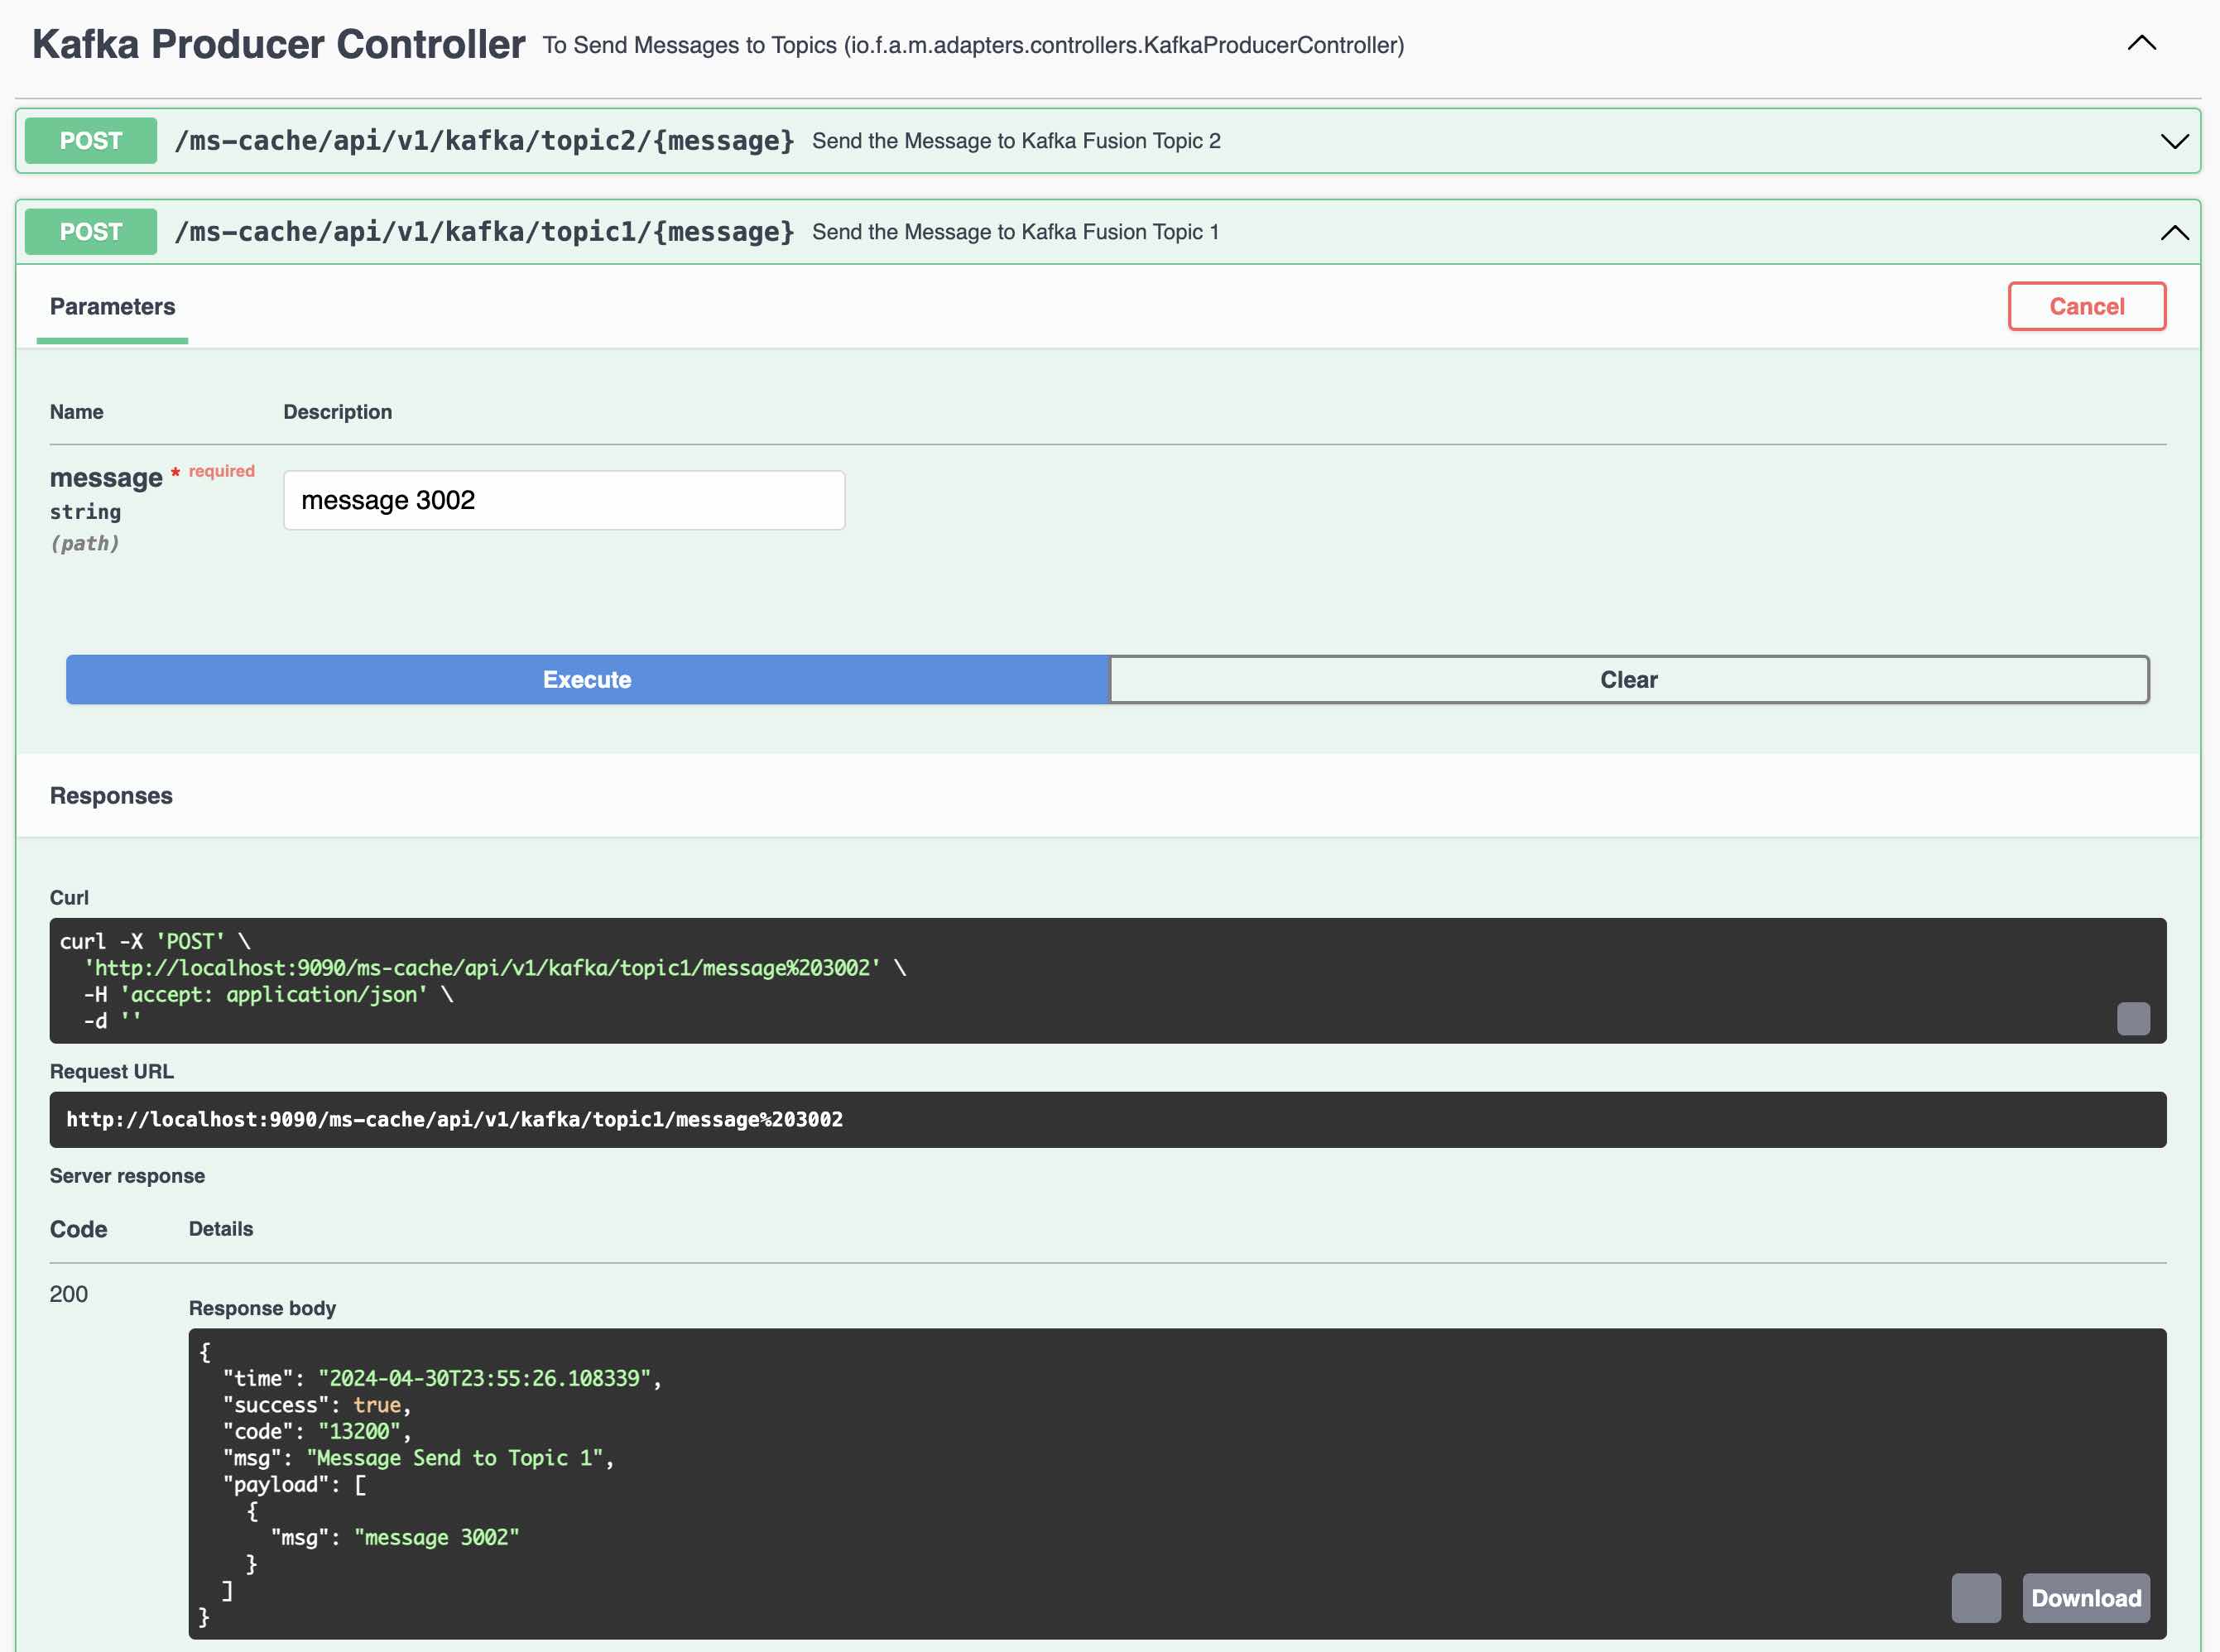 Kafka Producer Controller To Send Messages to Topics (io.f.a.m.adapters.controllers.KafkaProducerController)
POST /ms-cache/api/v1/kafka/topic2/{message} Send the Message to Kafka Fusion Topic 2
POST /ms-cache/api/v1/kafka/topic1/{message} Send the Message to Kafka Fusion Topic 1
Parameters Cancel
Name Description
message * required
string
(path)
message 3002
Execute Clear
Responses
Curl
curl -X 'POST' \
  'http://localhost:9090/ms-cache/api/v1/kafka/topic1/message%203002' \
  -H 'accept: application/json' \
  -d ''
Request URL
http://localhost:9090/ms-cache/api/v1/kafka/topic1/message%203002
Server response
Code Details
200
Response body
{
  "time": "2024-04-30T23:55:26.108339",
  "success": true,
  "code": "13200",
  "msg": "Message Send to Topic 1",
  "payload": [
    {
      "msg": "message 3002"
    }
  ]
}
Download